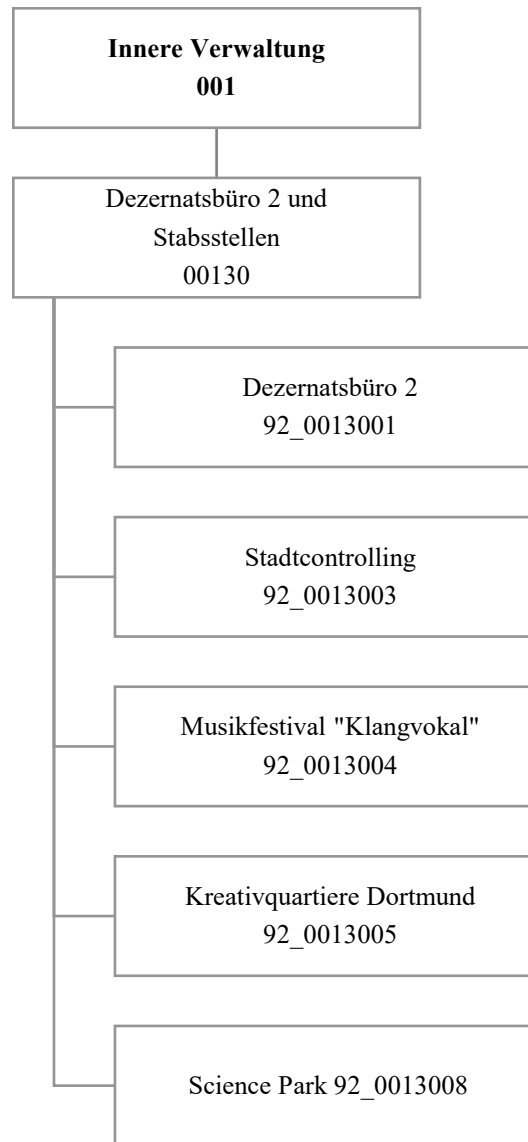 Innere Verwaltung
001
Dezernatsbüro 2 und
Stabsstellen
00130
Dezernatsbüro 2
92_0013001
Stadtcontrolling
92_0013003
Musikfestival "Klangvokal"
92_0013004
Kreativquartiere Dortmund
92_0013005
Science Park 92_0013008